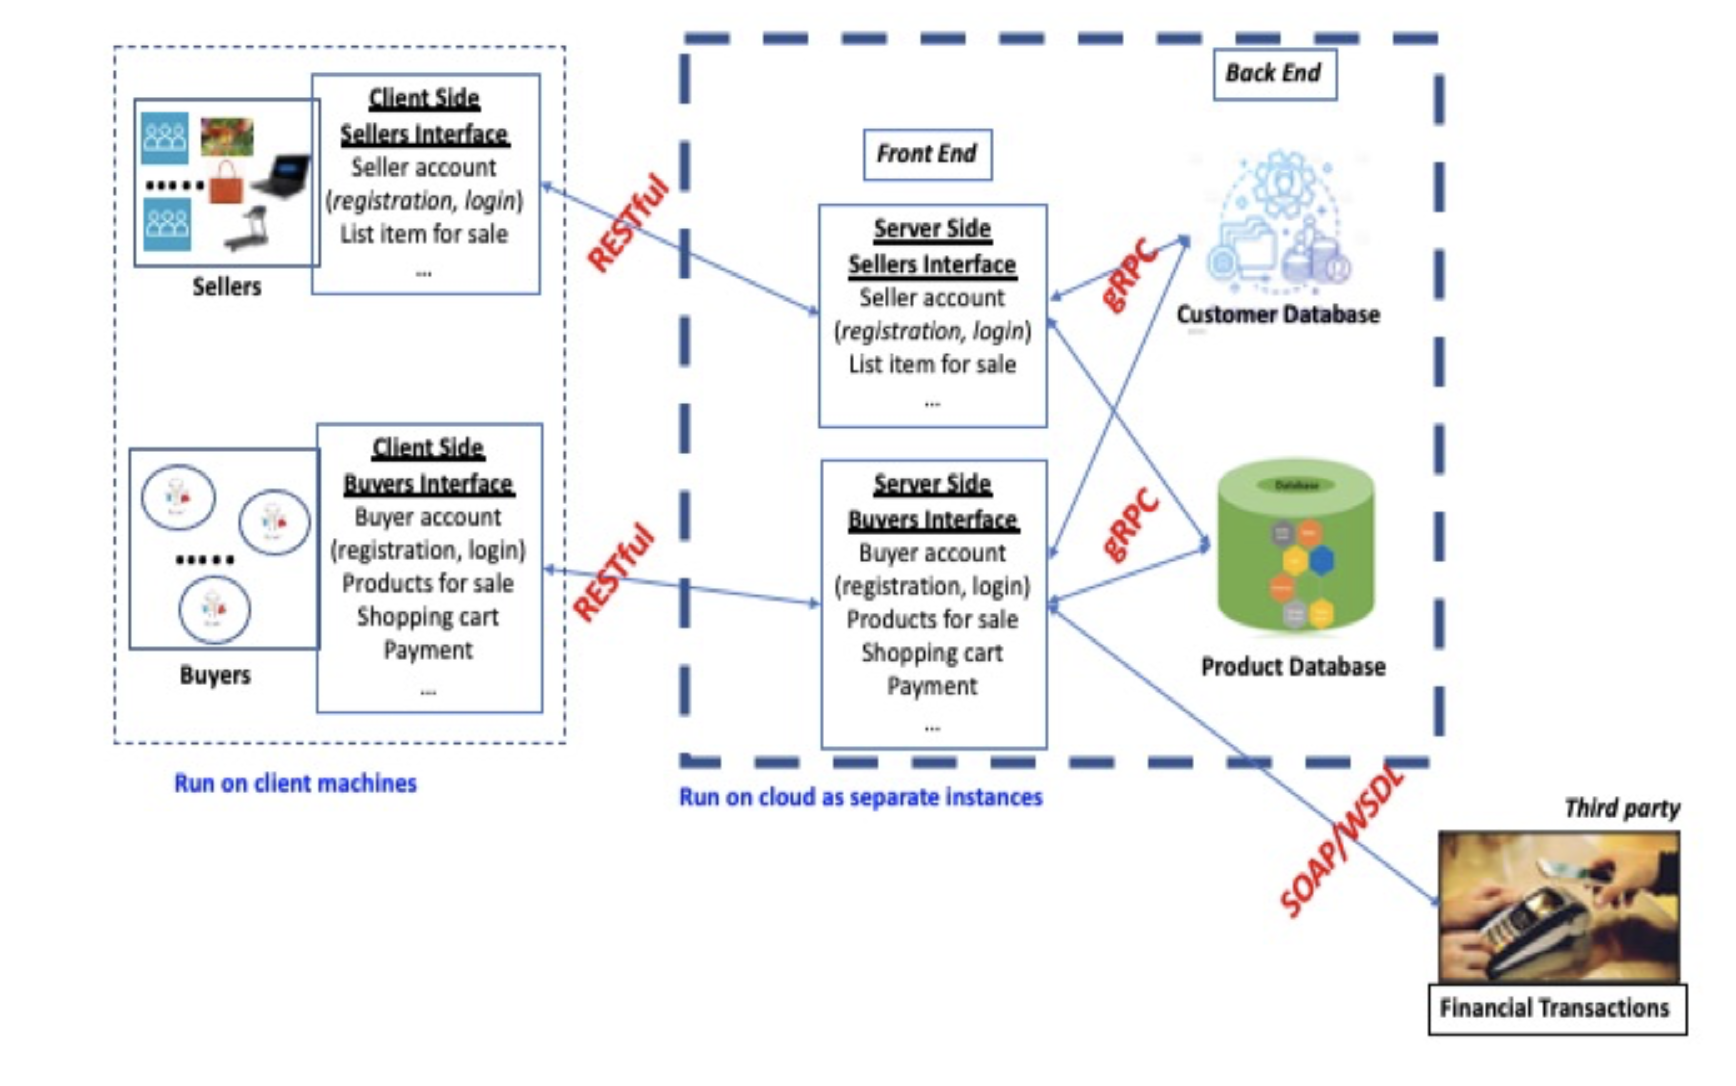 Back End
Front End
Client Side
Sellers Interface
Seller account
(registration, login)
List item for sale
...
Sellers
RESTful
Server Side
Sellers Interface
Seller account
(registration, login)
List item for sale
...
gRPC
Customer Database
Client Side
Buyers Interface
Buyer account
(registration, login)
Products for sale
Shopping cart
Payment
...
Buyers
RESTful
Server Side
Buyers Interface
Buyer account
(registration, login)
Products for sale
Shopping cart
Payment
...
gRPC
Database
Product Database
Run on client machines
Run on cloud as separate instances
SOAP/WSDL
Third party
Financial Transactions